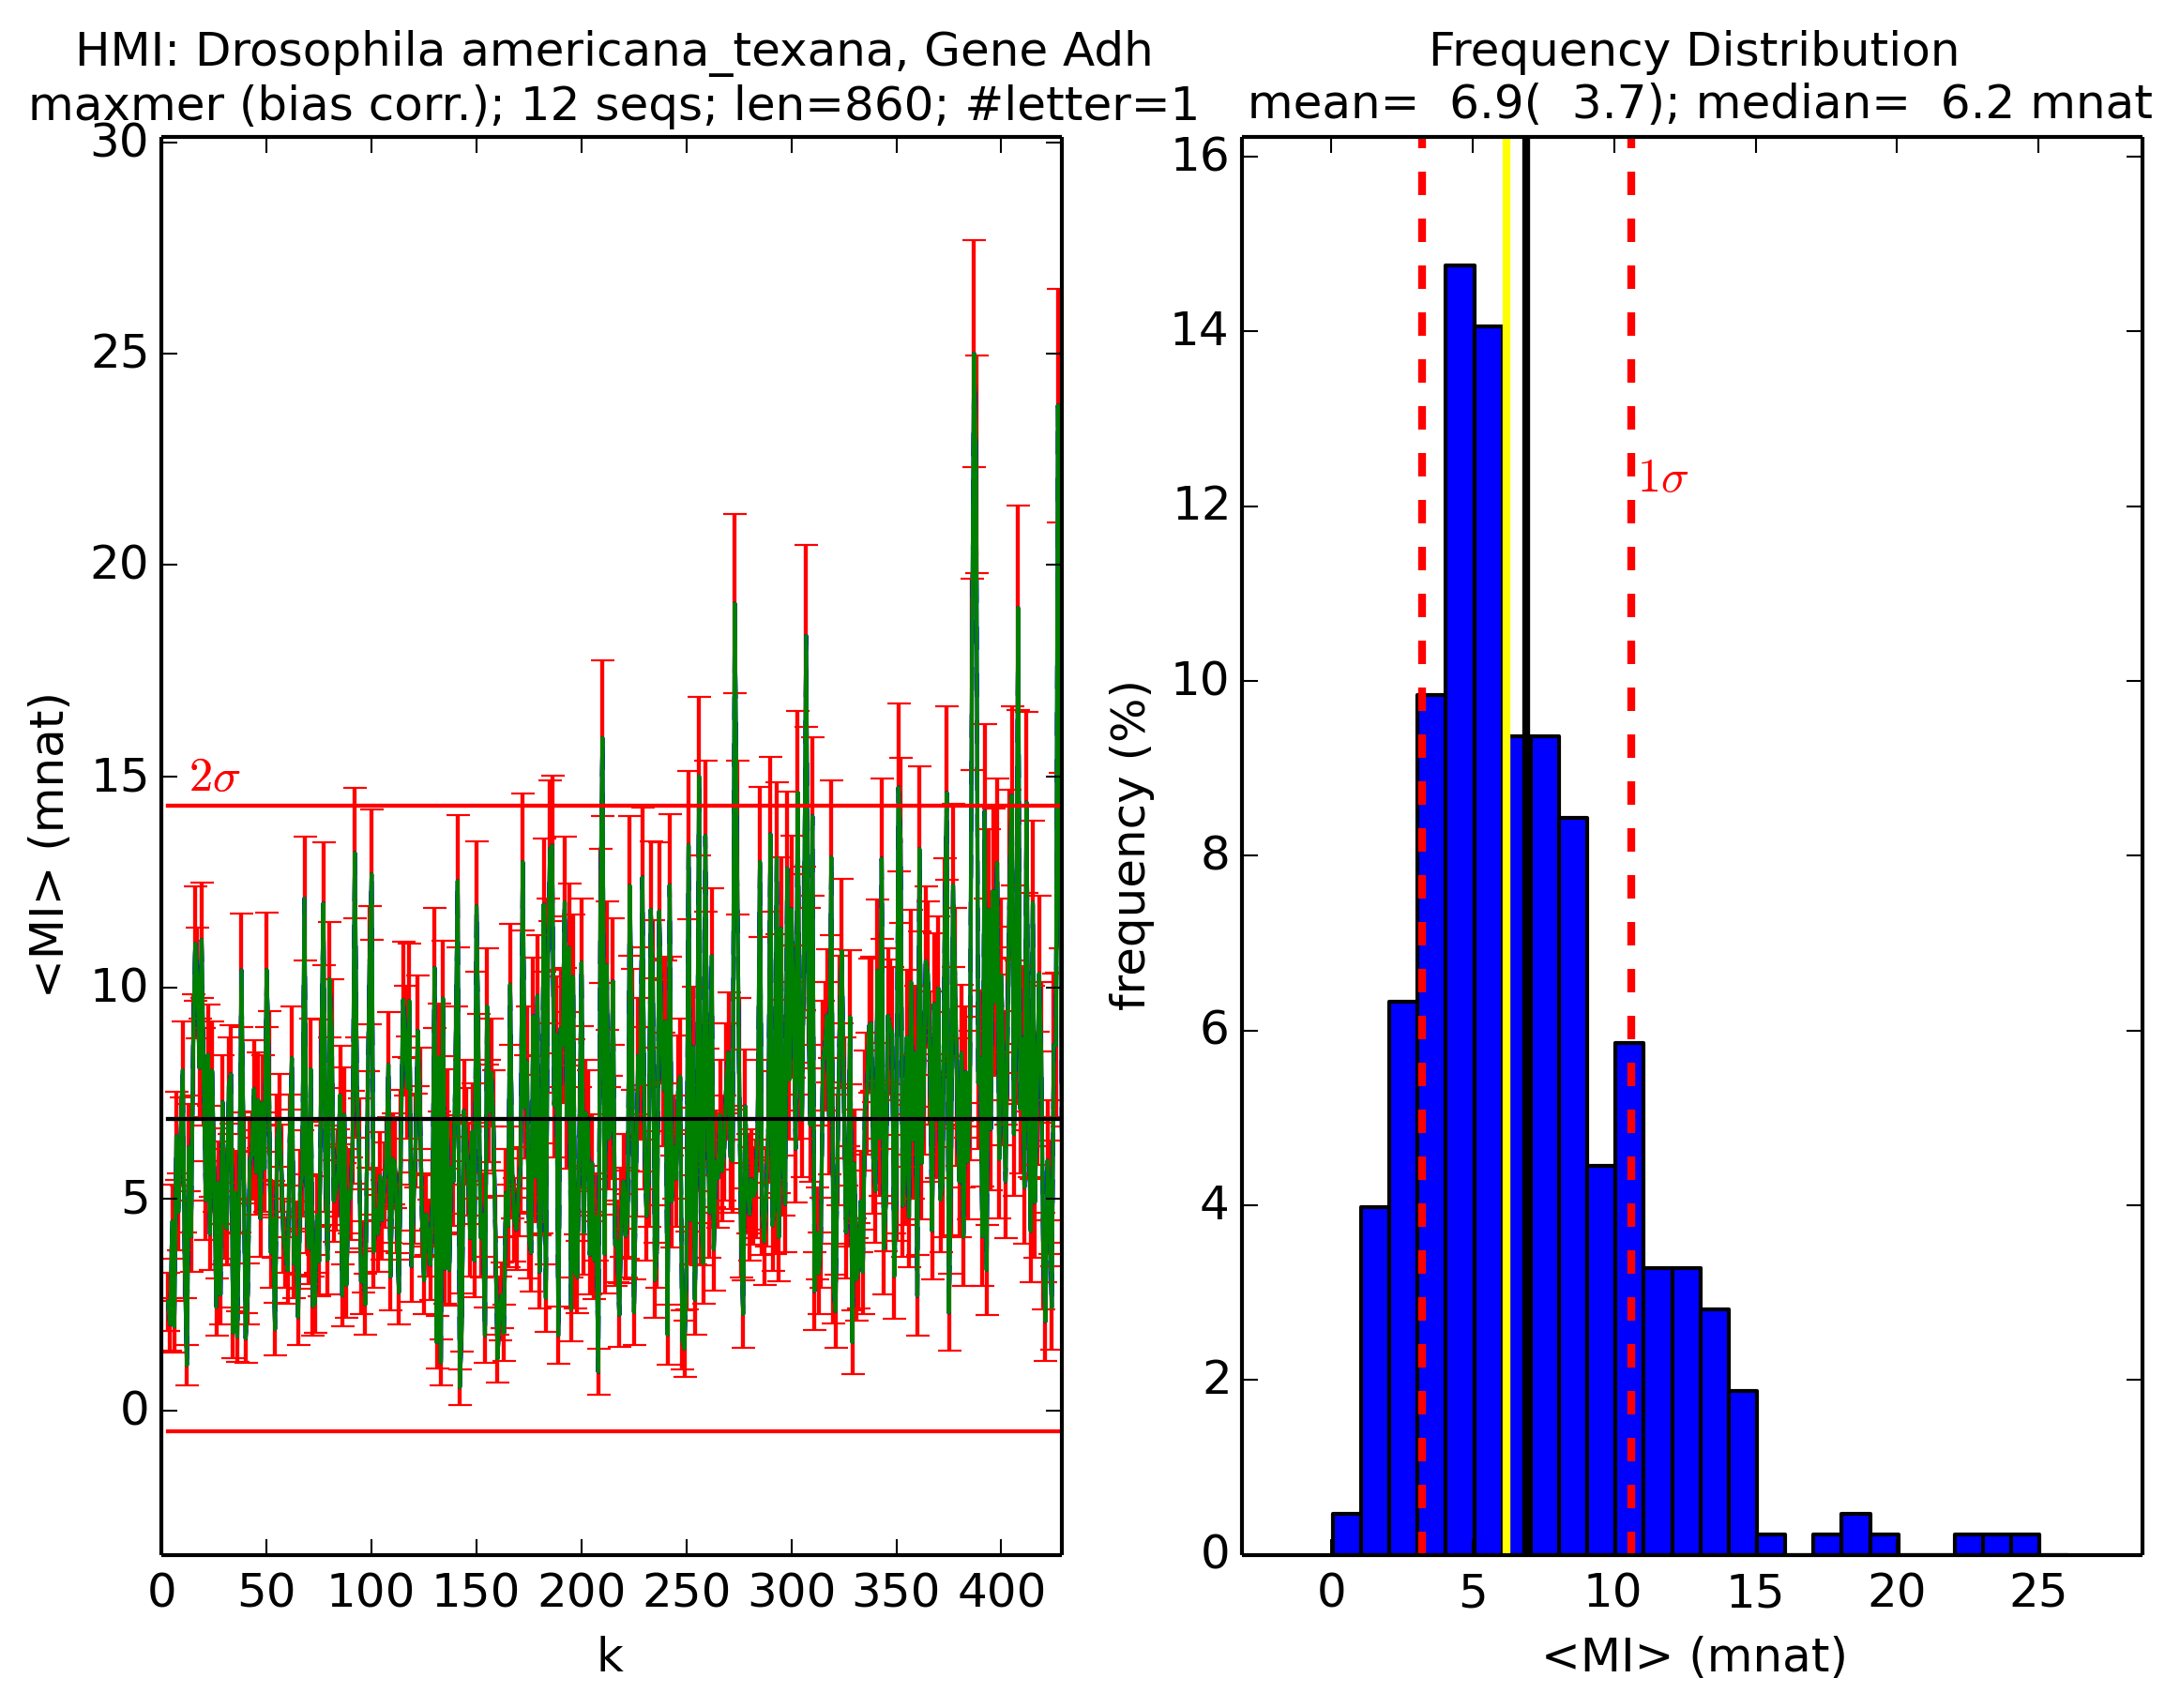 HMI: Drosophila americana_texana, Gene Adh
maxmer (bias corr.); 12 seqs; len=860; #letter=1
30
25
20
15
10
5
0
<MI> (mnat)
2σ
0 50 100 150 200 250 300 350 400
k
Frequency Distribution
mean=  6.9(  3.7); median=  6.2 mnat
16
14
12
10
8
6
4
2
0
frequency (%)
1σ
0 5 10 15 20 25
<MI> (mnat)